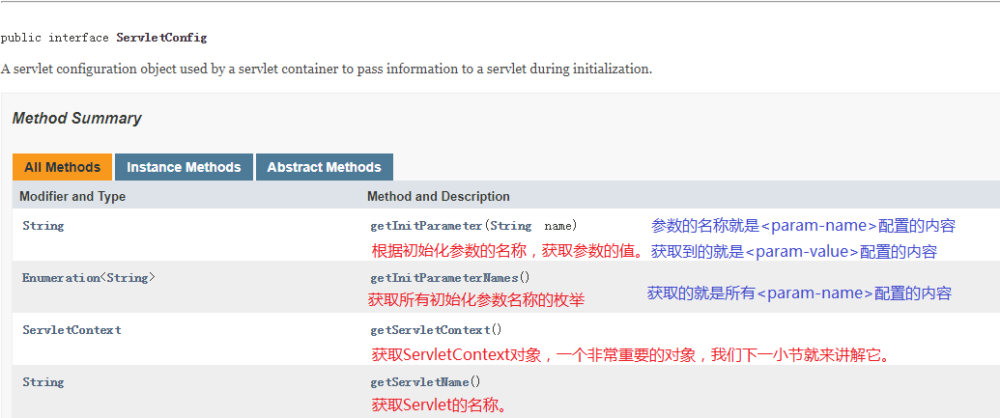 public interface ServletConfig
A servlet configuration object used by a servlet container to pass information to a servlet during initialization.
Method Summary
All Methods Instance Methods Abstract Methods
Modifier and Type Method and Description
String getInitParameter(String name) 参数的名称就是<param-name>配置的内容
根据初始化参数的名称，获取参数的值。 获取到的就是<param-value>配置的内容
Enumeration<String> getInitParameterNames()
获取所有初始化参数名称的枚举 获取的就是所有<param-name>配置的内容
ServletContext getServletContext()
获取ServletContext对象，一个非常重要的对象，我们下一小节就来讲解它。
String getServletName()
获取Servlet的名称。